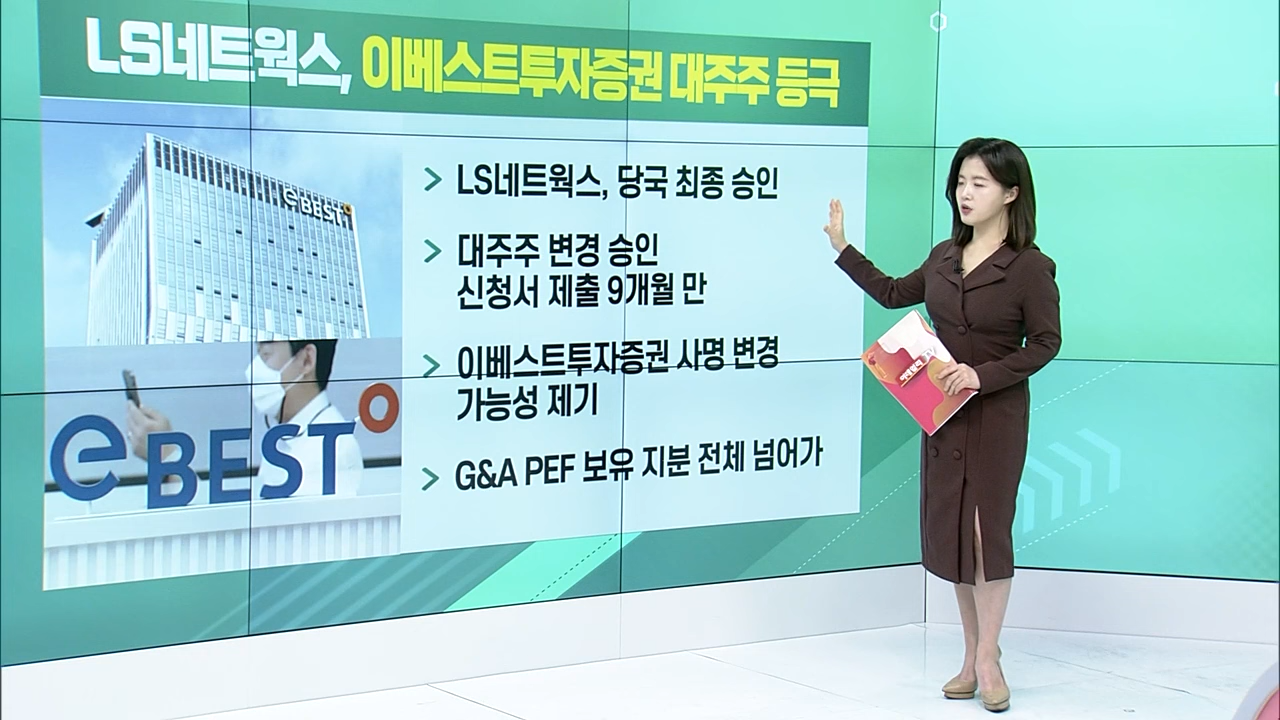 LS네트웍스, 이베스트투자증권 대주주 등극
LS네트웍스, 당국 최종 승인
대주주 변경 승인
신청서 제출 9개월 만
이베스트투자증권 사명 변경
가능성 제기
G&A PEF 보유 지분 전체 넘어가
eBEST
eBEST